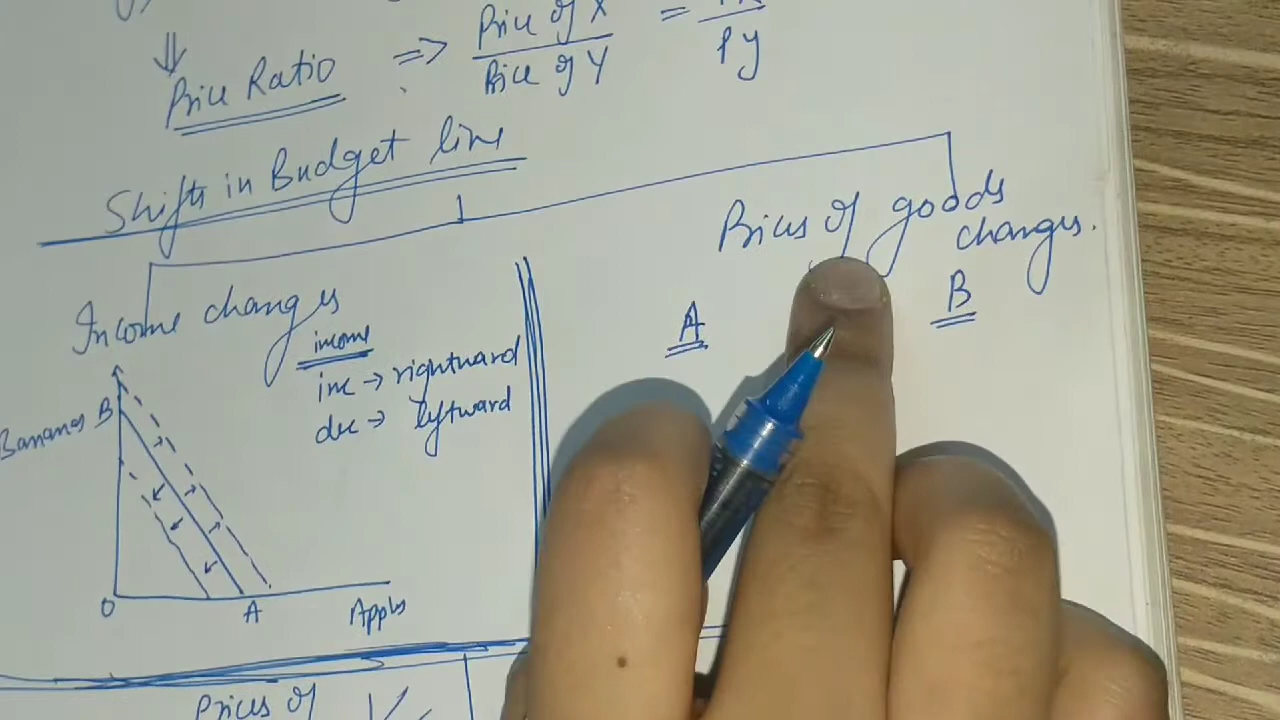 Price Ratio => Price of X / Price of Y = / Py
Shifts in Budget line
Income changes
income
inc → rightward
dec → leftward
Bananas B
O
A
Apples
Prices of goods
changes.
A
B
Prices of